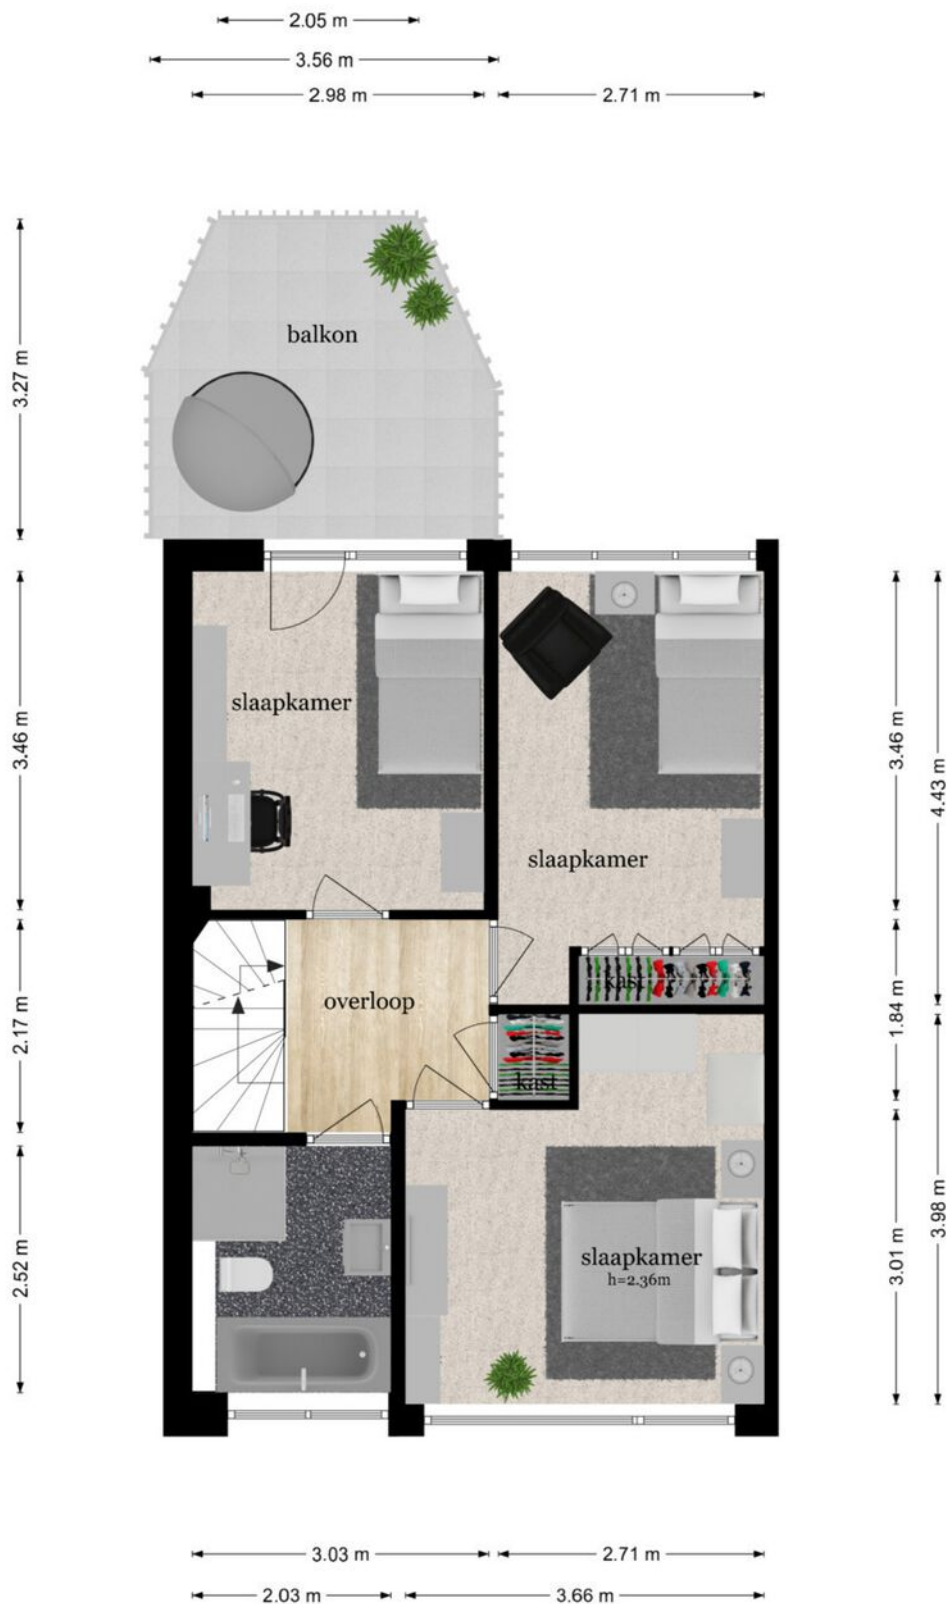 2.05 m
3.56 m
2.98 m
2.71 m
balkon
3.27 m
slaapkamer
3.46 m
3.46 m
4.43 m
slaapkamer
kast
overloop
2.17 m
1.84 m
kast
slaapkamer
h=2.36m
2.52 m
3.01 m
3.98 m
3.03 m
2.71 m
2.03 m
3.66 m